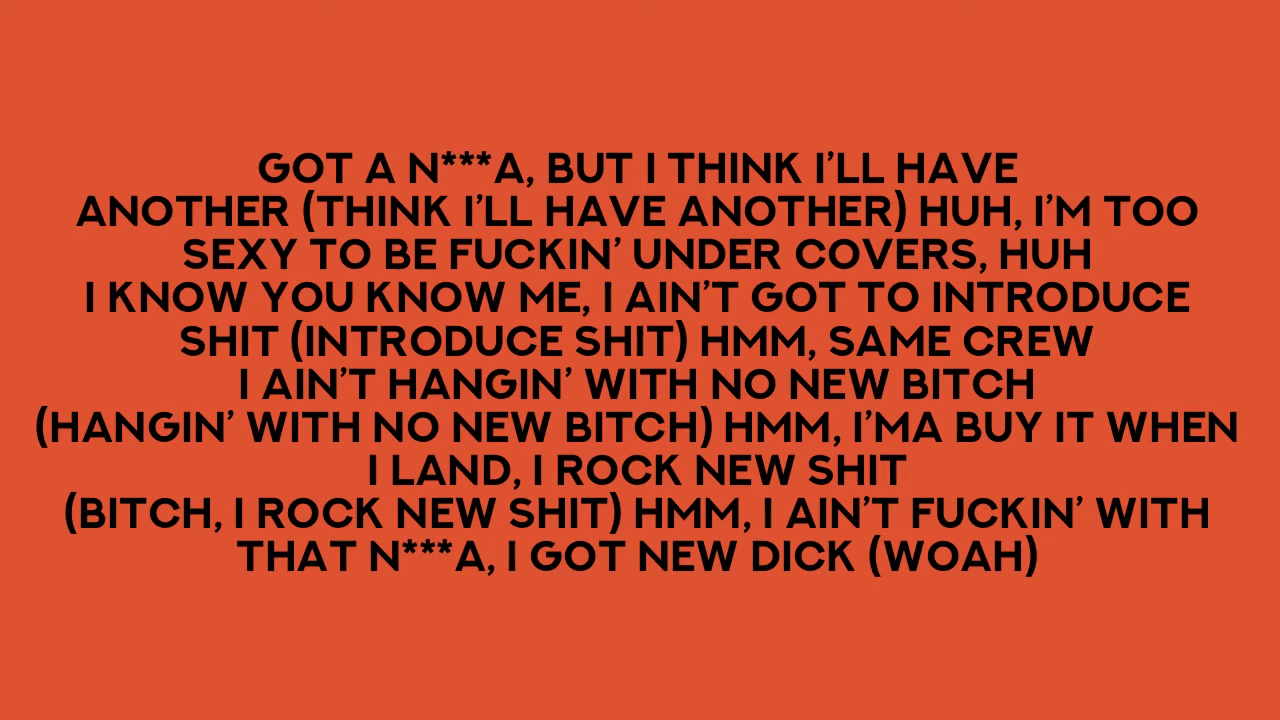 GOT A N***A, BUT I THINK I'LL HAVE
ANOTHER (THINK I'LL HAVE ANOTHER) HUH, I'M TOO
SEXY TO BE FUCKIN' UNDER COVERS, HUH
I KNOW YOU KNOW ME, I AIN'T GOT TO INTRODUCE
SHIT (INTRODUCE SHIT) HMM, SAME CREW
I AIN'T HANGIN' WITH NO NEW BITCH
(HANGIN' WITH NO NEW BITCH) HMM, I'MA BUY IT WHEN
I LAND, I ROCK NEW SHIT
(BITCH, I ROCK NEW SHIT) HMM, I AIN'T FUCKIN' WITH
THAT N***A, I GOT NEW DICK (WOAH)